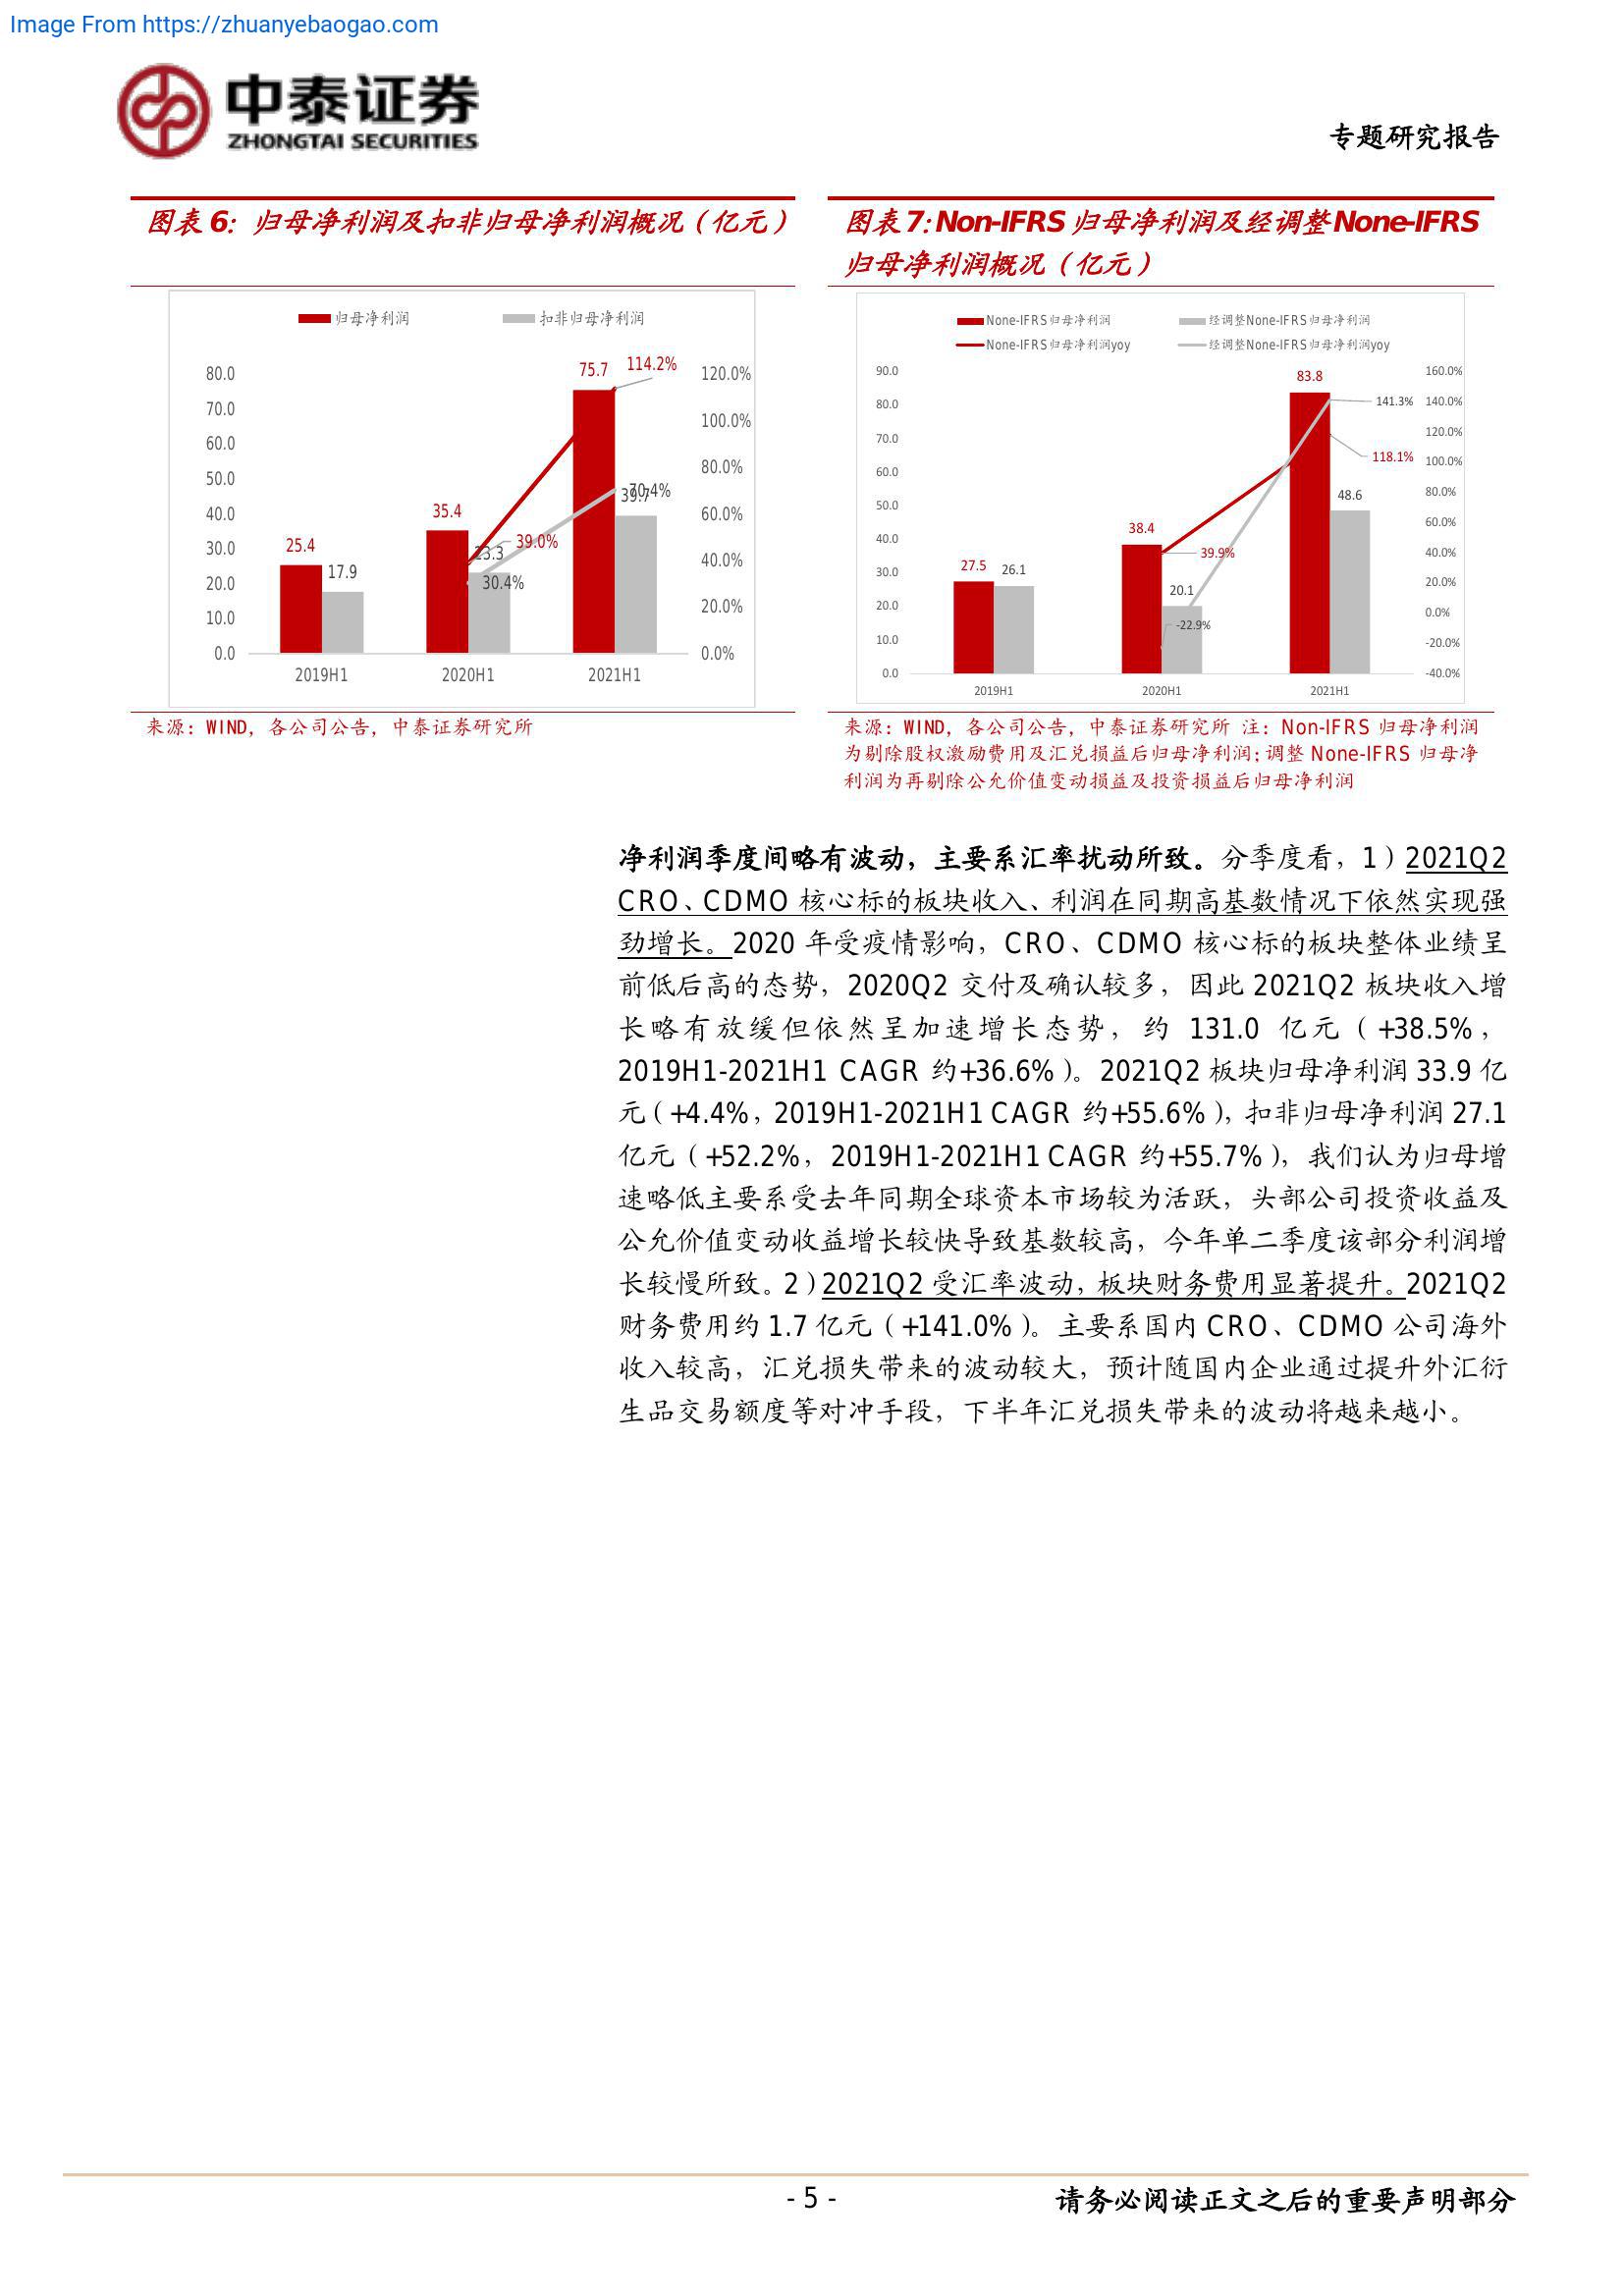 Image From https://zhuanyebaogao.com
中泰证券
ZHONGTAI SECURITIES
专题研究报告
图表 6：归母净利润及扣非归母净利润概况（亿元）
归母净利润
扣非归母净利润
80.0
70.0
60.0
50.0
40.0
30.0
20.0
10.0
0.0
120.0%
100.0%
80.0%
60.0%
40.0%
20.0%
0.0%
25.4
17.9
35.4
23.3
39.0%
30.4%
75.7
114.2%
39.7
70.4%
2019H1
2020H1
2021H1
来源：WIND，各公司公告，中泰证券研究所
图表 7：Non-IFRS 归母净利润及经调整 None-IFRS
归母净利润概况（亿元）
None-IFRS归母净利润
经调整None-IFRS归母净利润
None-IFRS归母净利润yoy
经调整None-IFRS归母净利润yoy
90.0
80.0
70.0
60.0
50.0
40.0
30.0
20.0
10.0
0.0
160.0%
140.0%
120.0%
100.0%
80.0%
60.0%
40.0%
20.0%
0.0%
-20.0%
-40.0%
27.5
26.1
38.4
39.9%
20.1
-22.9%
83.8
141.3%
118.1%
48.6
2019H1
2020H1
2021H1
来源：WIND，各公司公告，中泰证券研究所 注：Non-IFRS 归母净利润
为剔除股权激励费用及汇兑损益后归母净利润；调整 None-IFRS 归母净
利润为再剔除公允价值变动损益及投资损益后归母净利润
净利润季度间略有波动，主要系汇率扰动所致。分季度看，1）2021Q2
CRO、CDMO 核心标的板块收入、利润在同期高基数情况下依然实现强
劲增长。2020 年受疫情影响，CRO、CDMO 核心标的板块整体业绩呈
前低后高的态势，2020Q2 交付及确认较多，因此 2021Q2 板块收入增
长略有放缓但依然呈加速增长态势，约 131.0 亿元（+38.5%，
2019H1-2021H1 CAGR 约+36.6%）。2021Q2 板块归母净利润 33.9 亿
元（+4.4%，2019H1-2021H1 CAGR 约+55.6%），扣非归母净利润 27.1
亿元（+52.2%，2019H1-2021H1 CAGR 约+55.7%），我们认为归母增
速略低主要系受去年同期全球资本市场较为活跃，头部公司投资收益及
公允价值变动收益增长较快导致基数较高，今年单二季度该部分利润增
长较慢所致。2）2021Q2 受汇率波动，板块财务费用显著提升。2021Q2
财务费用约 1.7 亿元（+141.0%）。主要系国内 CRO、CDMO 公司海外
收入较高，汇兑损失带来的波动较大，预计随国内企业通过提升外汇衍
生品交易额度等对冲手段，下半年汇兑损失带来的波动将越来越小。
- 5 -
请务必阅读正文之后的重要声明部分